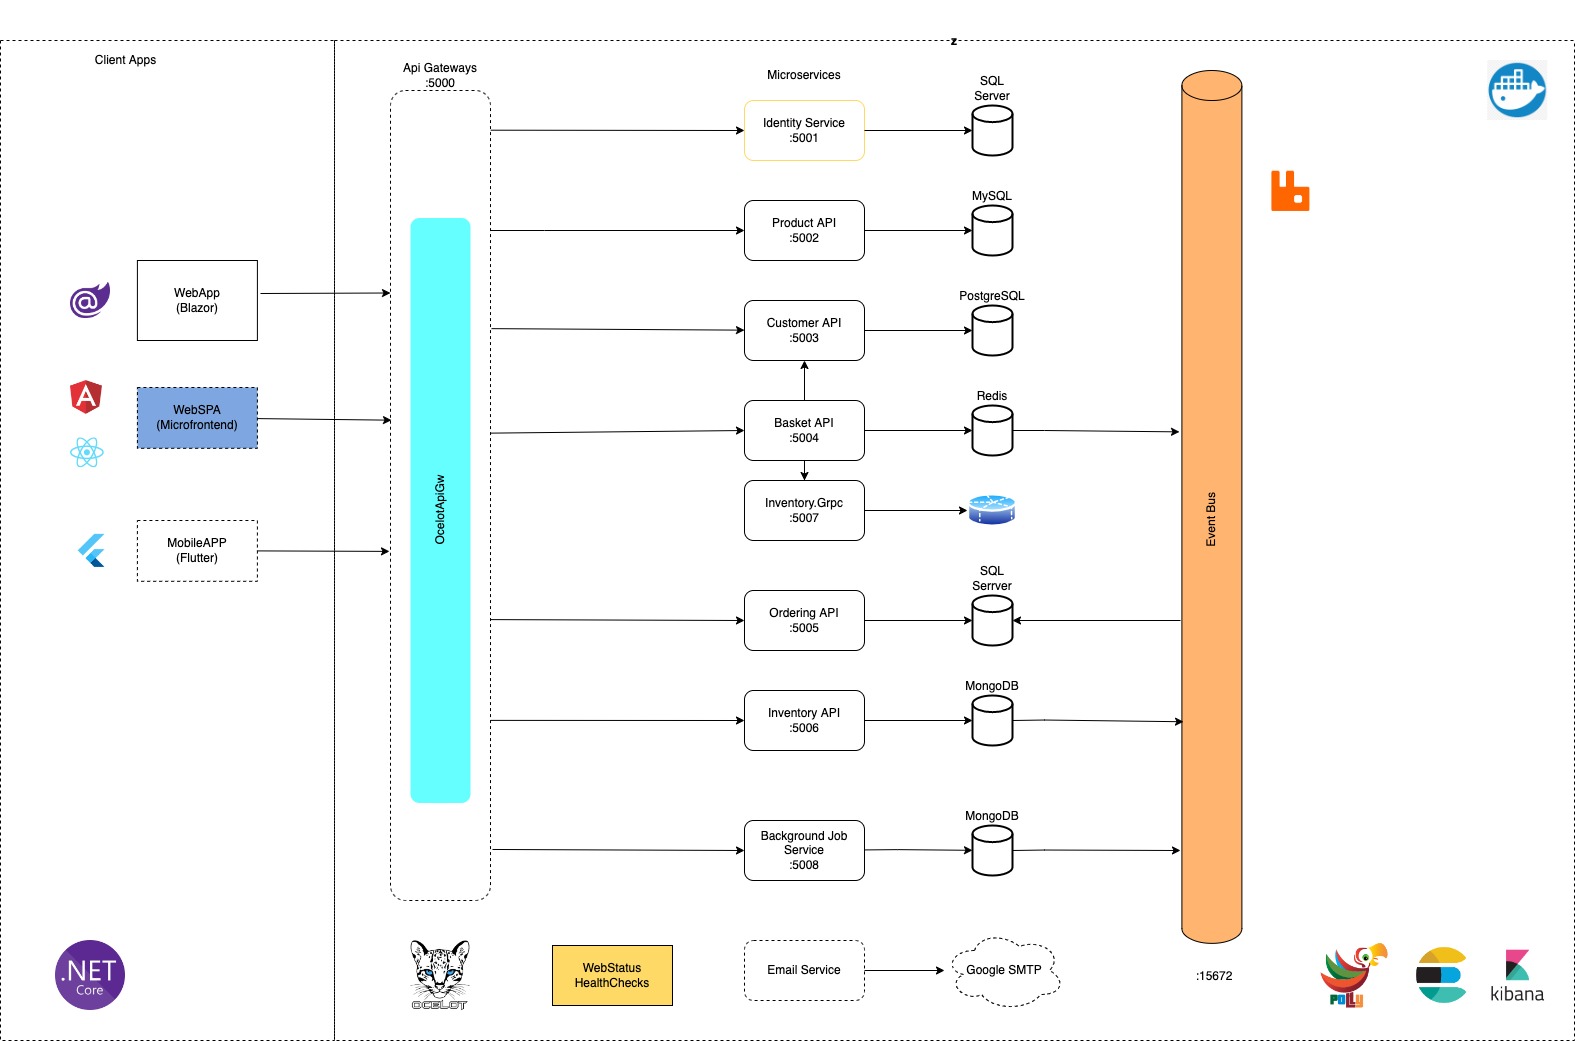 z
Client Apps
Api Gateways
:5000
Microservices
SQL
Server
Identity Service
:5001
MySQL
Product API
:5002
WebApp
(Blazor)
PostgreSQL
Customer API
:5003
WebSPA
(Microfrontend)
Redis
Basket API
:5004
OcelotApiGw
Event Bus
Inventory.Grpc
:5007
MobileAPP
(Flutter)
SQL
Serrver
Ordering API
:5005
MongoDB
Inventory API
:5006
MongoDB
Background Job
Service
:5008
.NET
Core
OCELOT
WebStatus
HealthChecks
Email Service
Google SMTP
:15672
POLLY
kibana